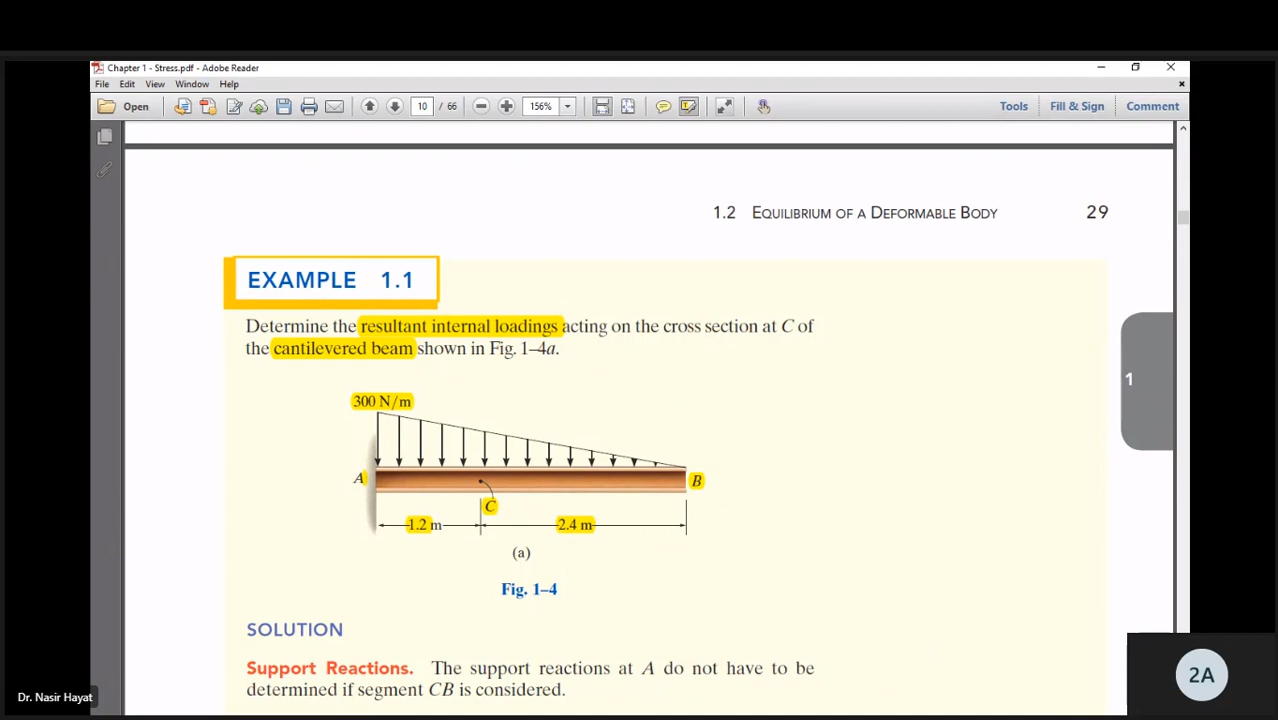 Chapter 1 - Stress.pdf - Adobe Reader
File Edit View Window Help
Open 10 / 66 156% Tools Fill & Sign Comment
1.2 EQUILIBRIUM OF A DEFORMABLE BODY 29
EXAMPLE 1.1
Determine the resultant internal loadings acting on the cross section at C of
the cantilevered beam shown in Fig. 1–4a.
300 N/m
A
B
C
1.2 m 2.4 m
(a)
Fig. 1–4
1
SOLUTION
Support Reactions. The support reactions at A do not have to be
determined if segment CB is considered.
2A
Dr. Nasir Hayat